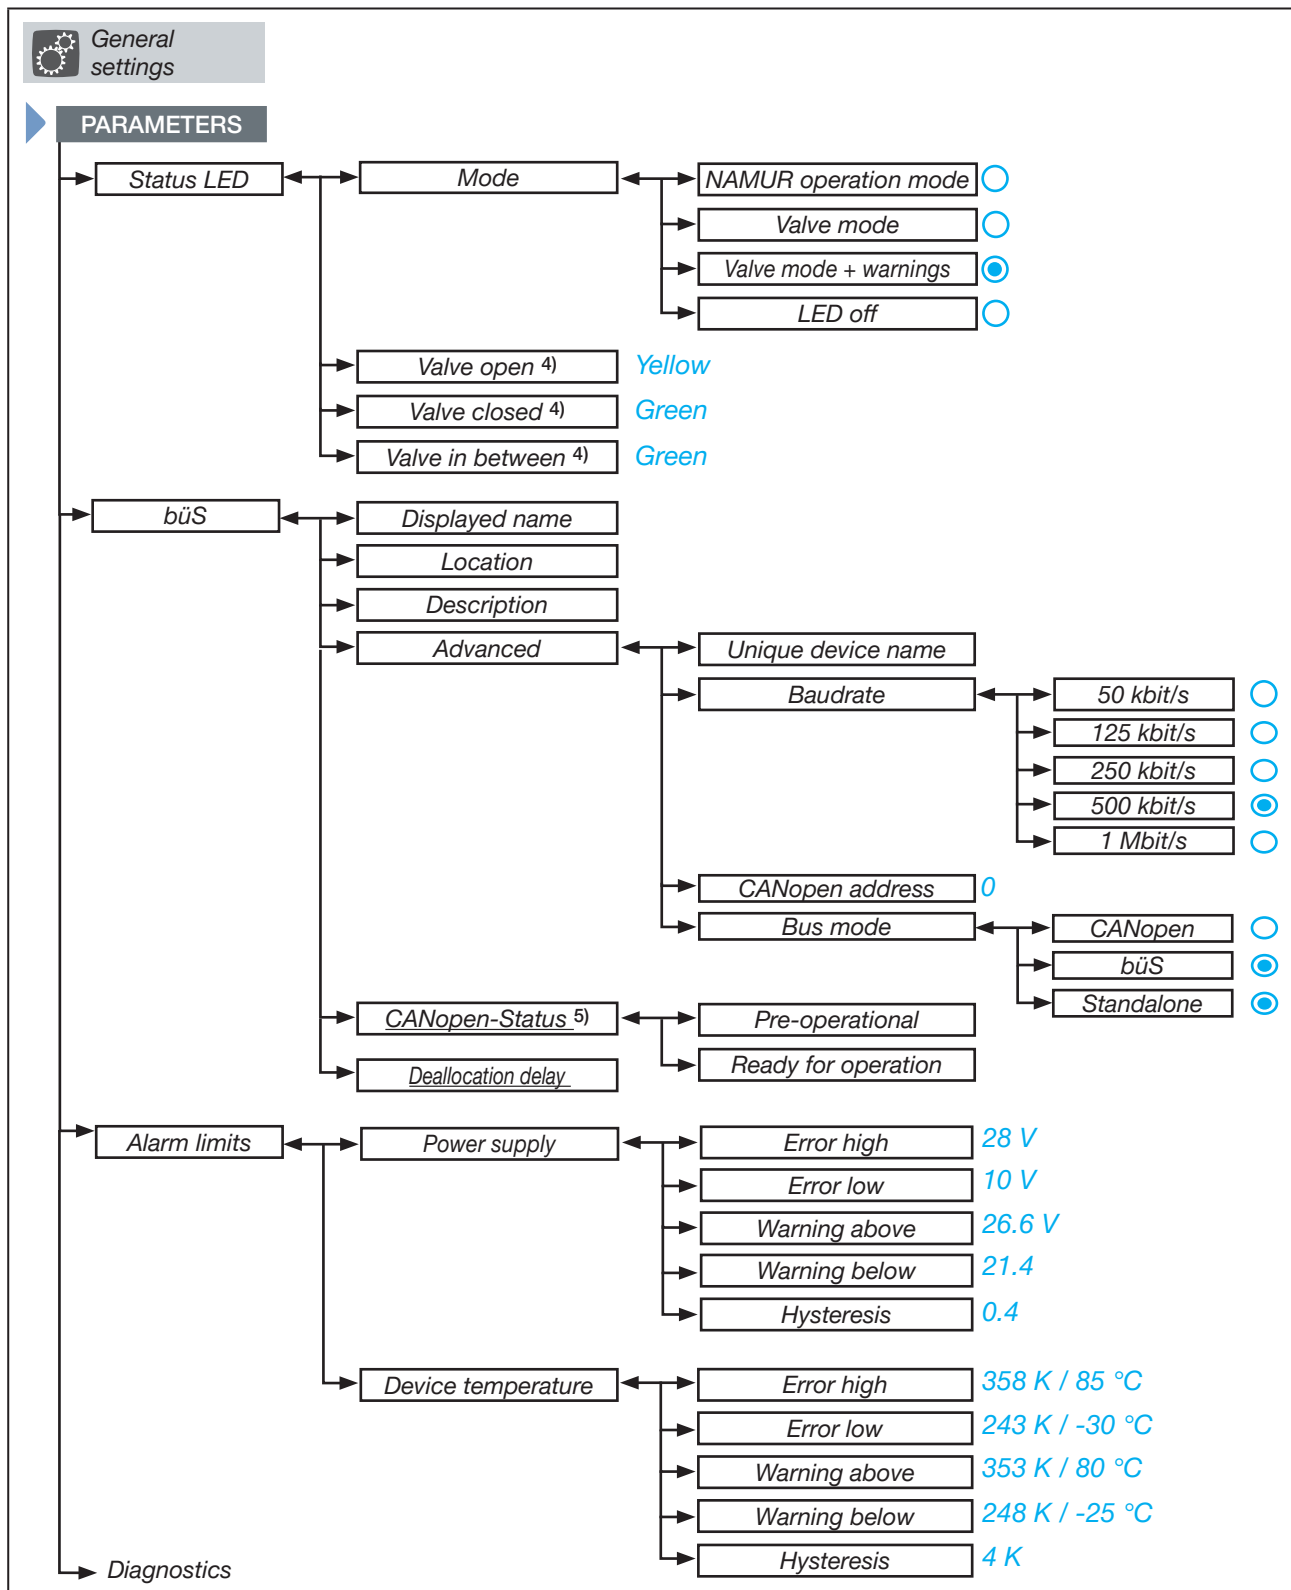 General
settings
PARAMETERS
Status LED
Mode
NAMUR operation mode
Valve mode
Valve mode + warnings
LED off
Valve open 4)
Yellow
Valve closed 4)
Green
Valve in between 4)
Green
büS
Displayed name
Location
Description
Advanced
Unique device name
Baudrate
50 kbit/s
125 kbit/s
250 kbit/s
500 kbit/s
1 Mbit/s
CANopen address
0
Bus mode
CANopen
büS
Standalone
CANopen-Status 5)
Pre-operational
Ready for operation
Deallocation delay
Alarm limits
Power supply
Error high
28 V
Error low
10 V
Warning above
26.6 V
Warning below
21.4
Hysteresis
0.4
Device temperature
Error high
358 K / 85 °C
Error low
243 K / -30 °C
Warning above
353 K / 80 °C
Warning below
248 K / -25 °C
Hysteresis
4 K
Diagnostics